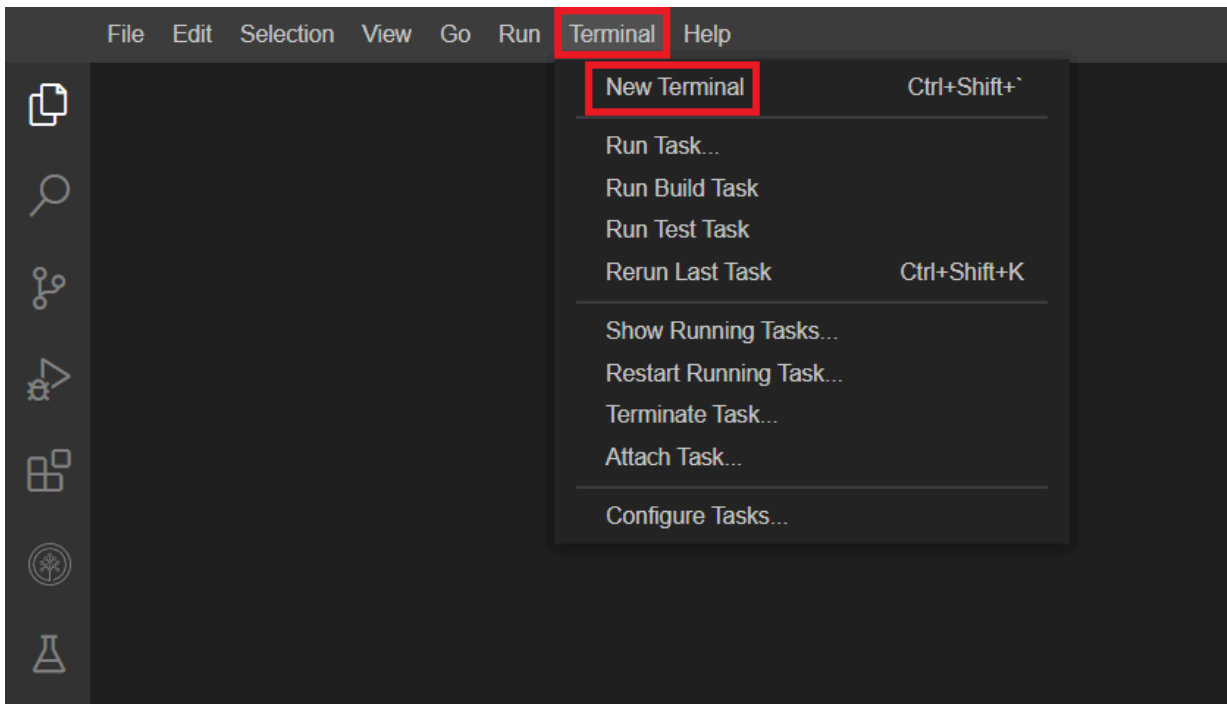 File Edit Selection View Go Run Terminal Help
New Terminal Ctrl+Shift+`
Run Task...
Run Build Task
Run Test Task
Rerun Last Task Ctrl+Shift+K
Show Running Tasks...
Restart Running Task...
Terminate Task...
Attach Task...
Configure Tasks...